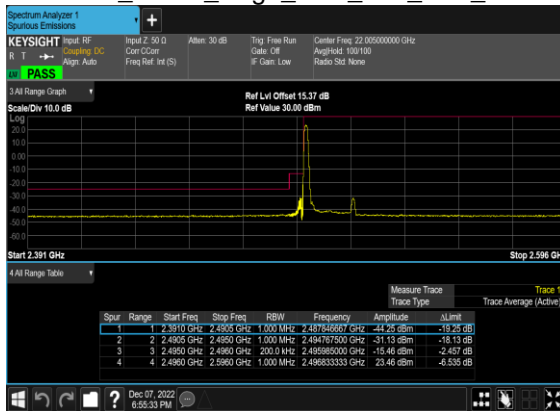 Spectrum Analyzer 1
Spurious Emissions
KEYSIGHT Input: RF Input Z: 50 Ω Atten: 30 dB Trig: Free Run Center Freq: 22.005000000 GHz
R T Coupling: DC Corr CCorr Gate: Off Avg|Hold: 100/100
Align: Auto Freq Ref: Int (S) IF Gain: Low Radio Std: None
PASS
3 All Range Graph
Ref Lvl Offset 15.37 dB
Scale/Div 10.0 dB Ref Value 30.00 dBm
Log
20.0
10.0
0.00
-10.0
-20.0
-30.0
-40.0
-50.0
-60.0
Start 2.391 GHz Stop 2.596 GH
4 All Range Table
Measure Trace Trace 1
Trace Type Trace Average (Active)
Spur Range Start Freq Stop Freq RBW Frequency Amplitude ΔLimit
1 1 2.3910 GHz 2.4905 GHz 1.000 MHz 2.487846667 GHz -44.25 dBm -19.25 dB
2 2 2.4905 GHz 2.4950 GHz 1.000 MHz 2.494767500 GHz -31.13 dBm -18.13 dB
3 3 2.4950 GHz 2.4960 GHz 200.0 kHz 2.495985000 GHz -15.46 dBm -2.457 dB
4 4 2.4960 GHz 2.5960 GHz 1.000 MHz 2.496833333 GHz 23.46 dBm -6.535 dB
Dec 07, 2022
6:55:33 PM